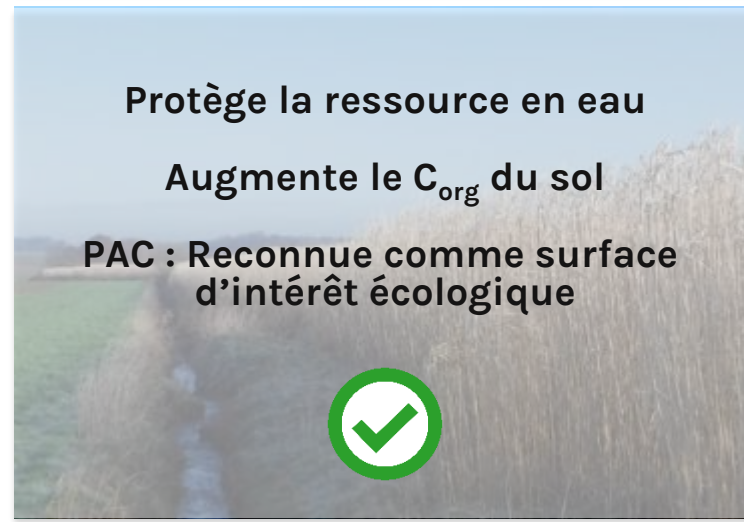 Protège la ressource en eau
Augmente le Corg du sol
PAC : Reconnue comme surface
d’intérêt écologique